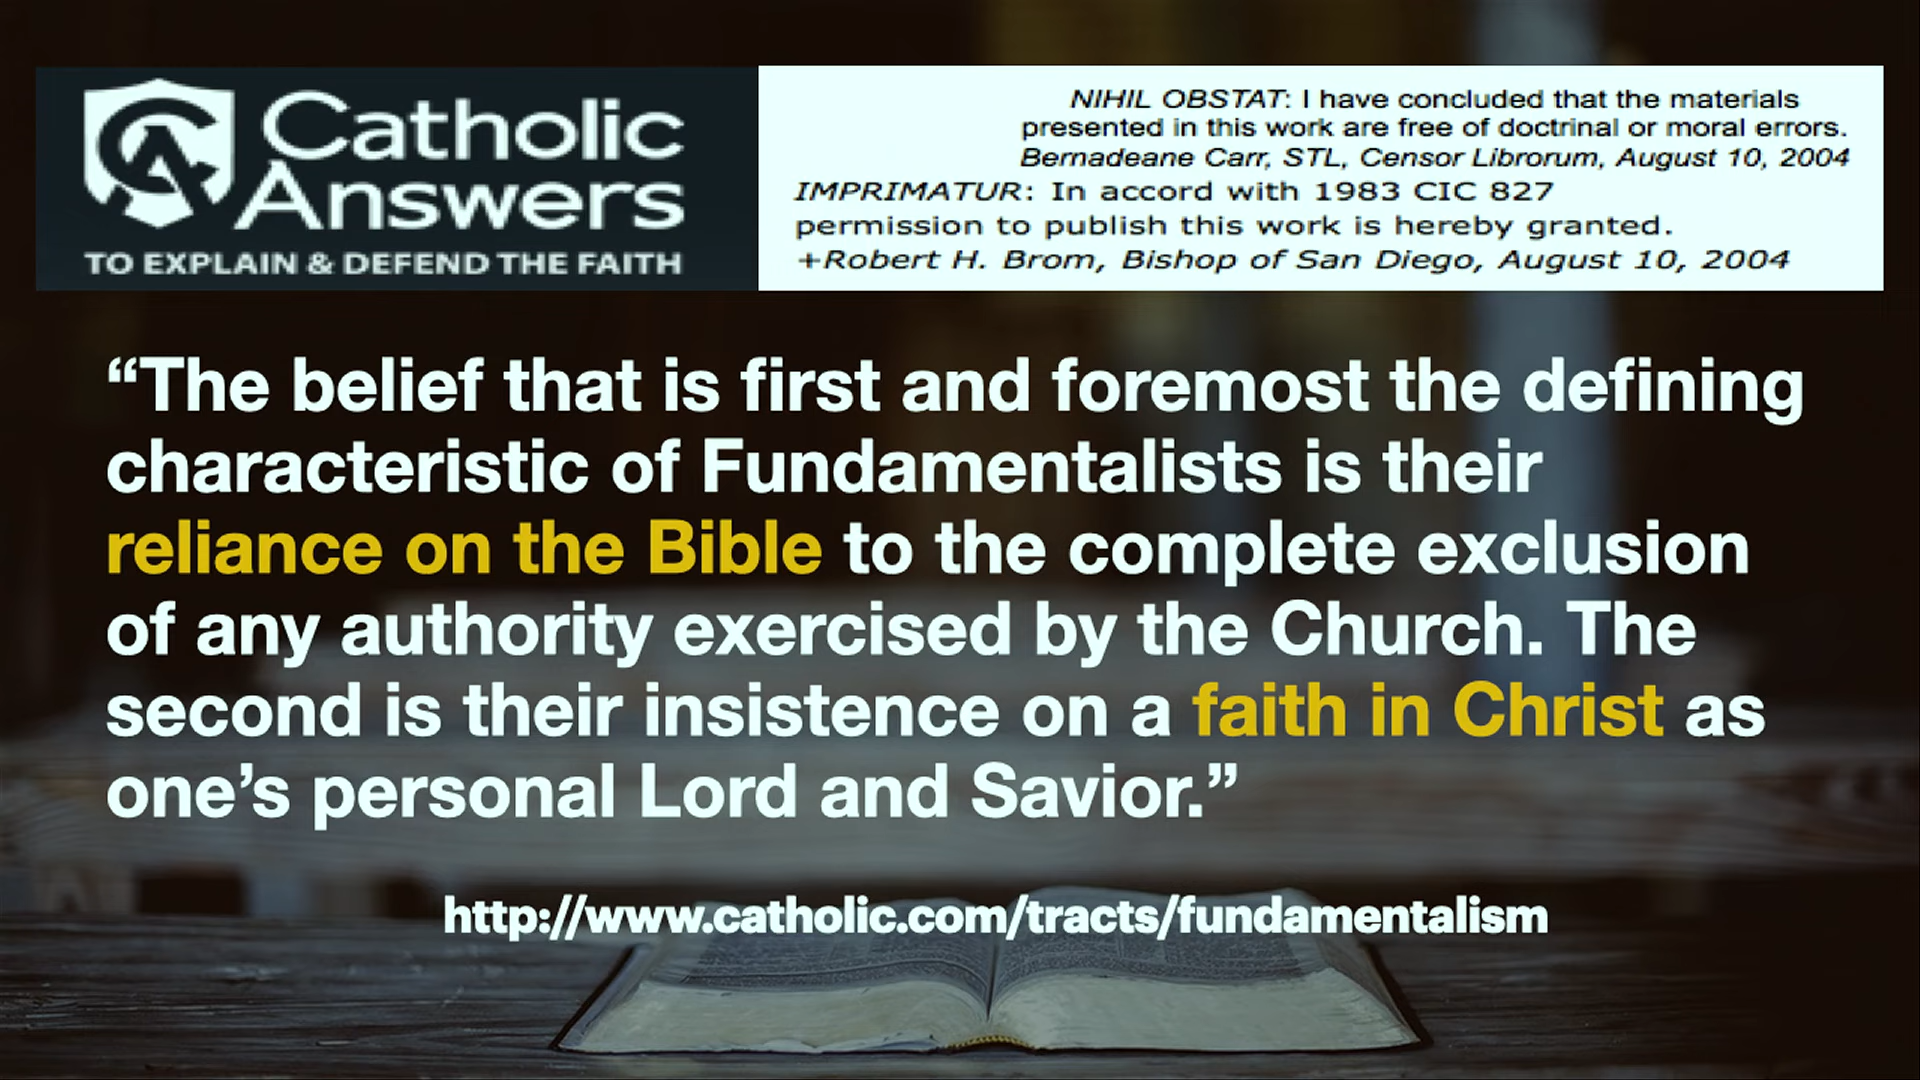 Catholic
Answers
TO EXPLAIN & DEFEND THE FAITH
NIHIL OBSTAT: I have concluded that the materials
presented in this work are free of doctrinal or moral errors.
Bernadeane Carr, STL, Censor Librorum, August 10, 2004
IMPRIMATUR: In accord with 1983 CIC 827
permission to publish this work is hereby granted.
+Robert H. Brom, Bishop of San Diego, August 10, 2004
“The belief that is first and foremost the defining
characteristic of Fundamentalists is their
reliance on the Bible to the complete exclusion
of any authority exercised by the Church. The
second is their insistence on a faith in Christ as
one’s personal Lord and Savior.”
http://www.catholic.com/tracts/fundamentalism